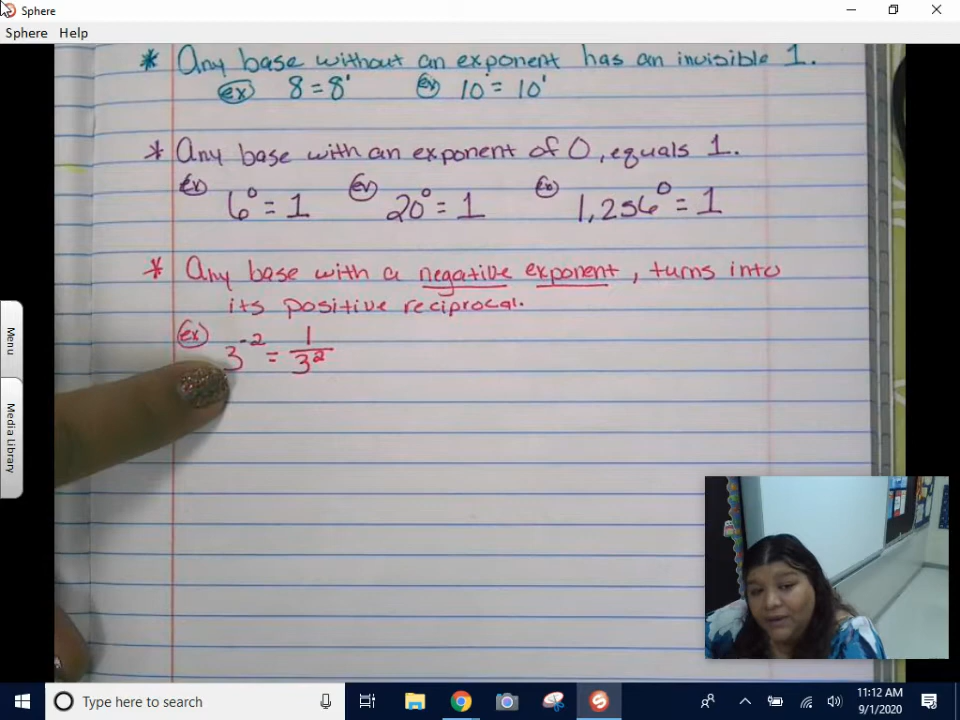 Sphere
Sphere Help
* Any base without an exponent has an invisible 1.
ex 8 = 8¹ ex 10 = 10¹
* Any base with an exponent of 0, equals 1.
ex 6⁰ = 1 ex 20⁰ = 1 ex 1,256⁰ = 1
* Any base with a negative exponent, turns into
its positive reciprocal.
ex 3⁻² = 1/3²
Menu
Media Library
Type here to search
11:12 AM
9/1/2020